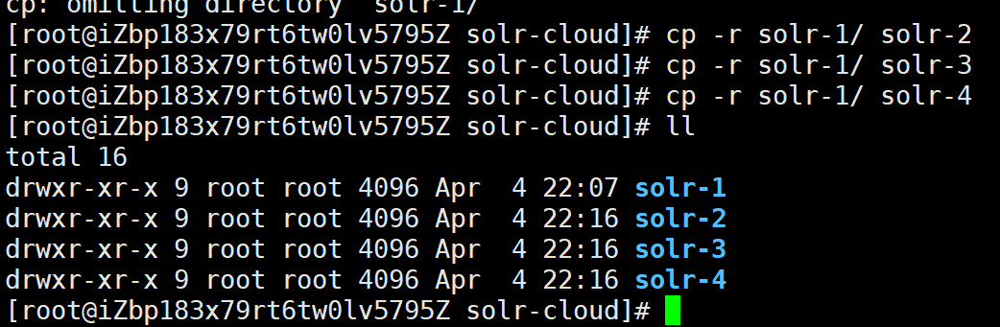 cp: omitting directory 'solr-1/'
[root@iZbp183x79rt6tw0lv5795Z solr-cloud]# cp -r solr-1/ solr-2
[root@iZbp183x79rt6tw0lv5795Z solr-cloud]# cp -r solr-1/ solr-3
[root@iZbp183x79rt6tw0lv5795Z solr-cloud]# cp -r solr-1/ solr-4
[root@iZbp183x79rt6tw0lv5795Z solr-cloud]# ll
total 16
drwxr-xr-x 9 root root 4096 Apr  4 22:07 solr-1
drwxr-xr-x 9 root root 4096 Apr  4 22:16 solr-2
drwxr-xr-x 9 root root 4096 Apr  4 22:16 solr-3
drwxr-xr-x 9 root root 4096 Apr  4 22:16 solr-4
[root@iZbp183x79rt6tw0lv5795Z solr-cloud]#